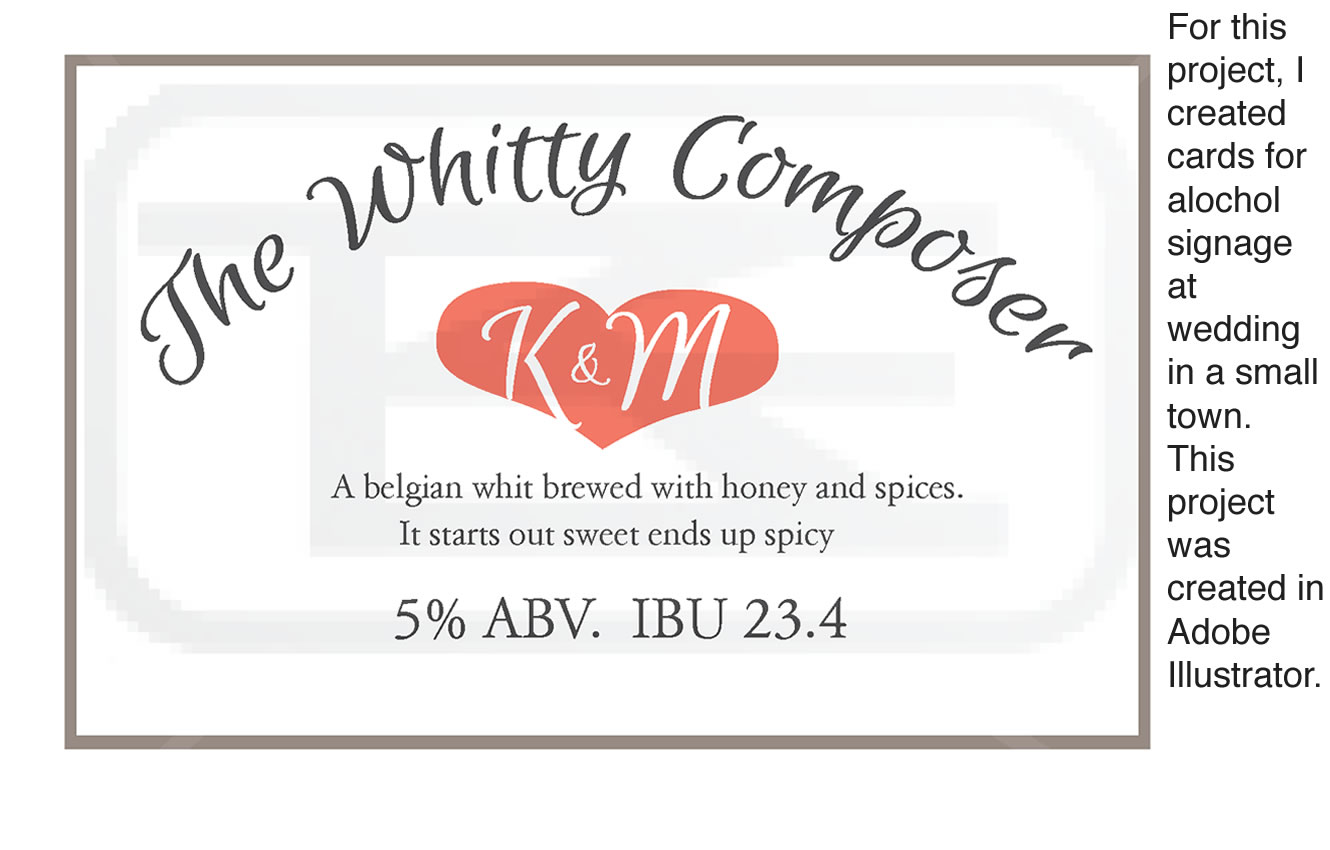 The Whitty Composer
K & M
A belgian whit brewed with honey and spices.
It starts out sweet ends up spicy
5% ABV. IBU 23.4
For this
project, I
created
cards for
alochol
signage
at
wedding
in a small
town.
This
project
was
created in
Adobe
Illustrator.